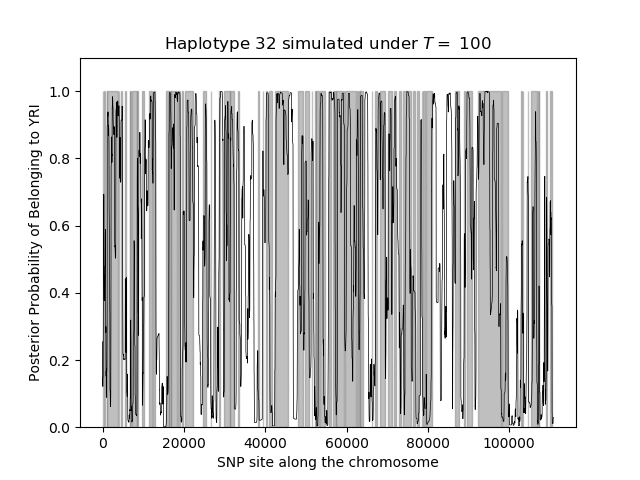 Haplotype 32 simulated under T = 100
Posterior Probability of Belonging to YRI
1.0
0.8
0.6
0.4
0.2
0.0
0 20000 40000 60000 80000 100000
SNP site along the chromosome